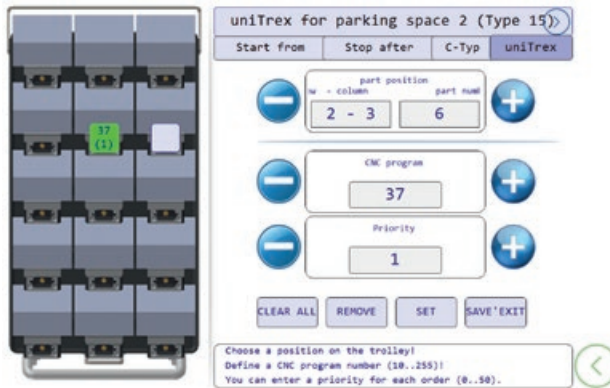 uniTrex for parking space 2 (Type 15)
Start from Stop after C-Typ uniTrex
part position
- column part numb
2 - 3 6
37
(1)
CNC program
37
Priority
1
CLEAR ALL REMOVE SET SAVE'EXIT
Choose a position on the trolley!
Define a CNC program number (10..255)!
You can enter a priority for each order (0..50).